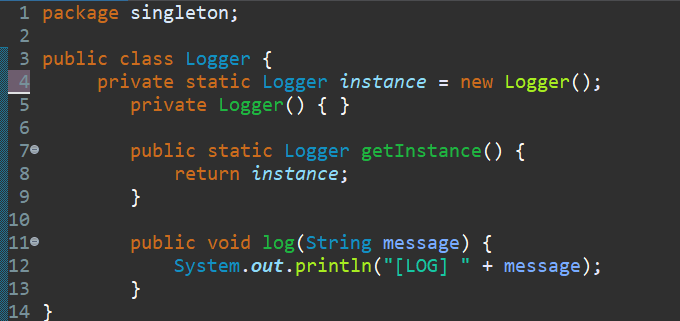 1 package singleton;
2
3 public class Logger {
4     private static Logger instance = new Logger();
5        private Logger() { }
6
7        public static Logger getInstance() {
8            return instance;
9        }
10
11        public void log(String message) {
12            System.out.println("[LOG] " + message);
13        }
14 }